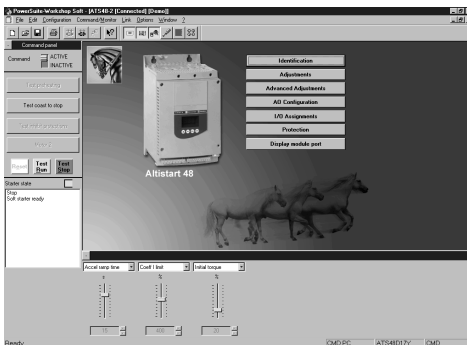 PowerSuite-Workshop Soft - [ATS48-2 [Connected] [Domo]]
File Edit Configuration Command/Monitor Link Options Window ?
Command panel
Command
ACTIVE
INACTIVE
Test coast to stop
Test
Run
Test
Stop
Starter state
Stop
Soft starter ready
Altistart 48
Identification
Adjustments
Advanced Adjustments
AO Configuration
I/O Assignments
Protection
Display module port
Accel ramp time
Coeff I limit
Initial torque
s
%
%
10
400
20
Ready
CMD PC
ATS48D17Y
CMD